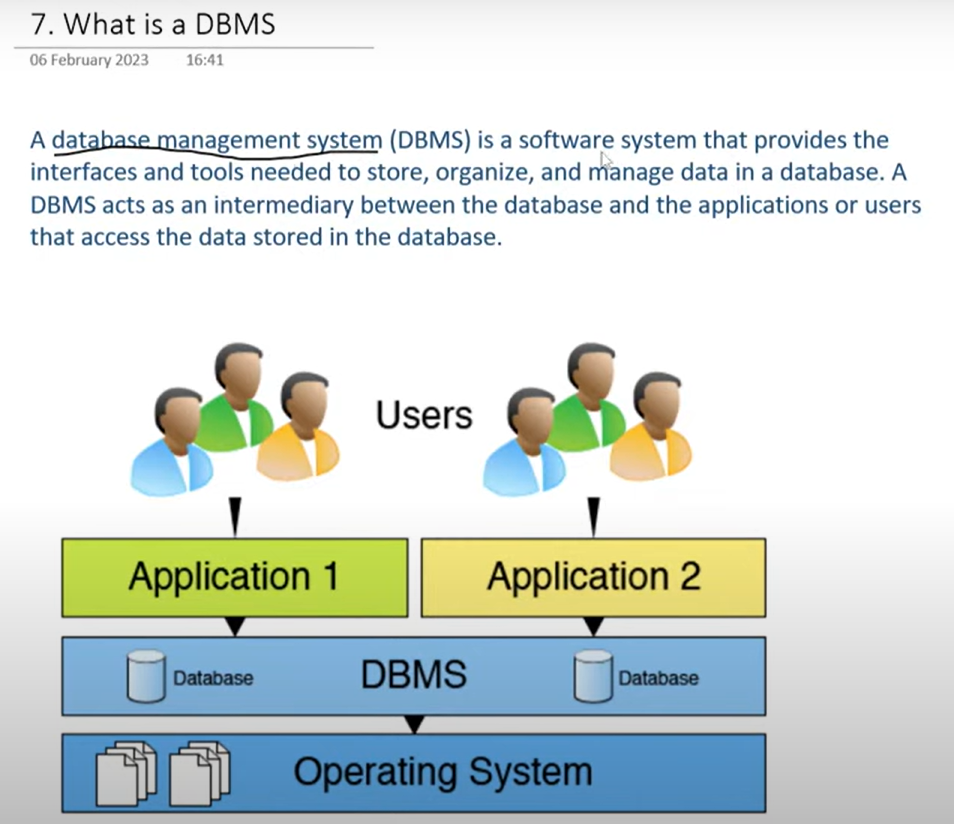 7. What is a DBMS
06 February 2023 16:41
A database management system (DBMS) is a software system that provides the
interfaces and tools needed to store, organize, and manage data in a database. A
DBMS acts as an intermediary between the database and the applications or users
that access the data stored in the database.
Users
Application 1
Application 2
Database
DBMS
Database
Operating System